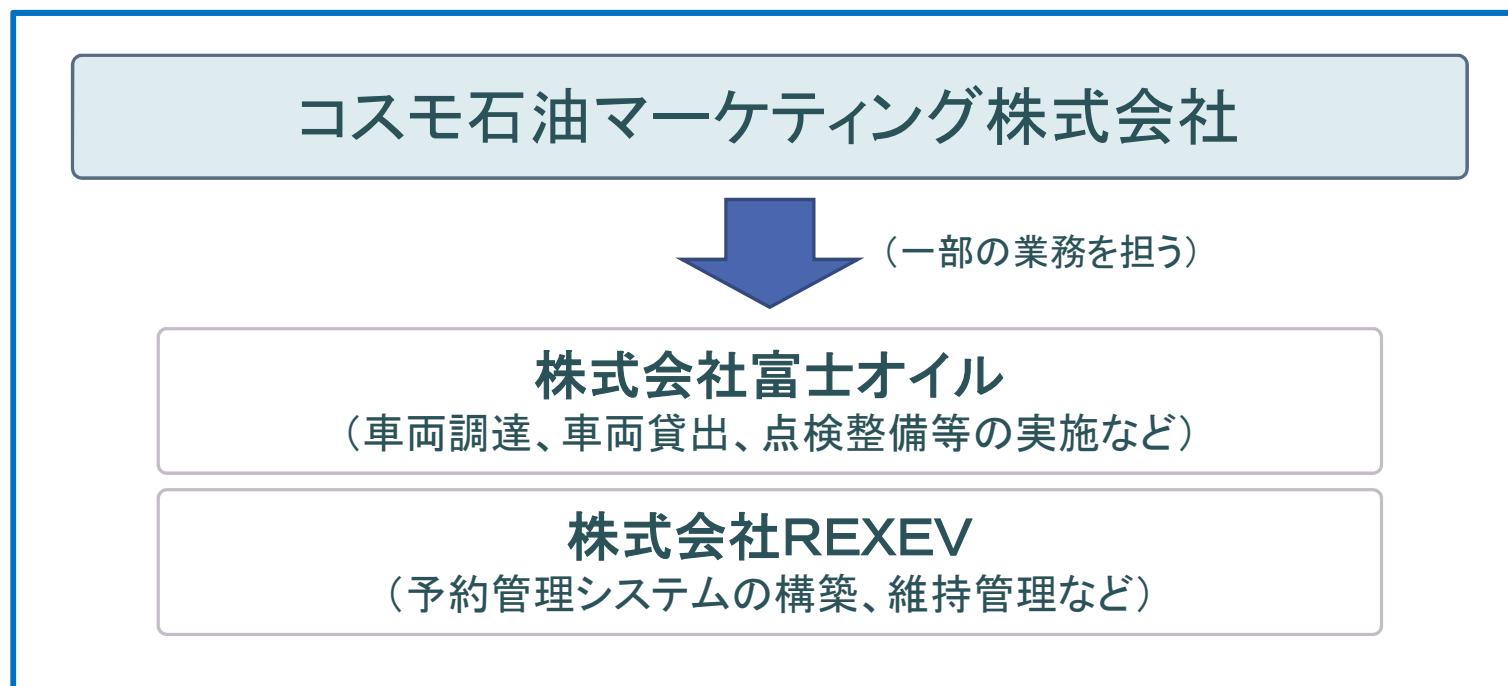 コスモ石油マーケティング株式会社
（一部の業務を担う）
株式会社富士オイル
（車両調達、車両貸出、点検整備等の実施など）
株式会社REXEV
（予約管理システムの構築、維持管理など）